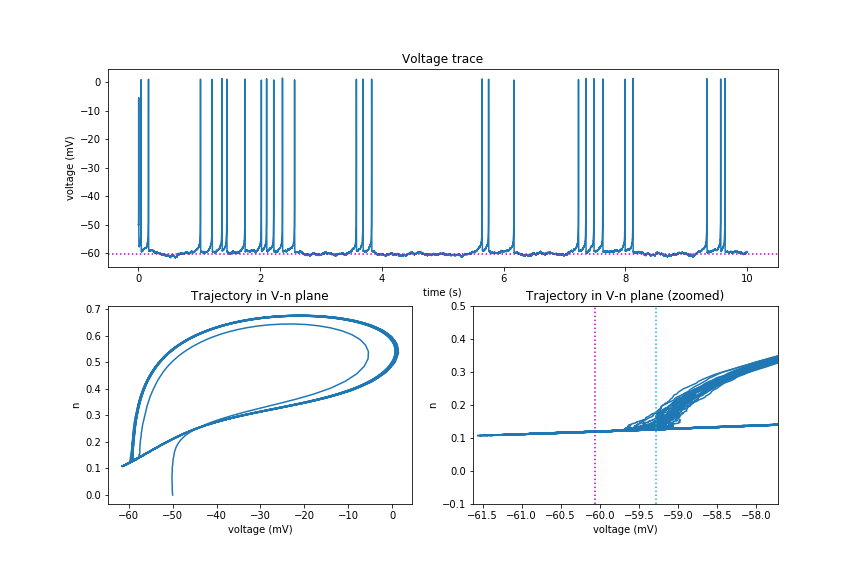 Voltage trace
voltage (mV)
0
−10
−20
−30
−40
−50
−60
0 2 4 6 8 10
time (s)
Trajectory in V-n plane
n
0.7
0.6
0.5
0.4
0.3
0.2
0.1
0.0
−60 −50 −40 −30 −20 −10 0
voltage (mV)
Trajectory in V-n plane (zoomed)
n
0.5
0.4
0.3
0.2
0.1
0.0
−0.1
−61.5 −61.0 −60.5 −60.0 −59.5 −59.0 −58.5 −58.0
voltage (mV)